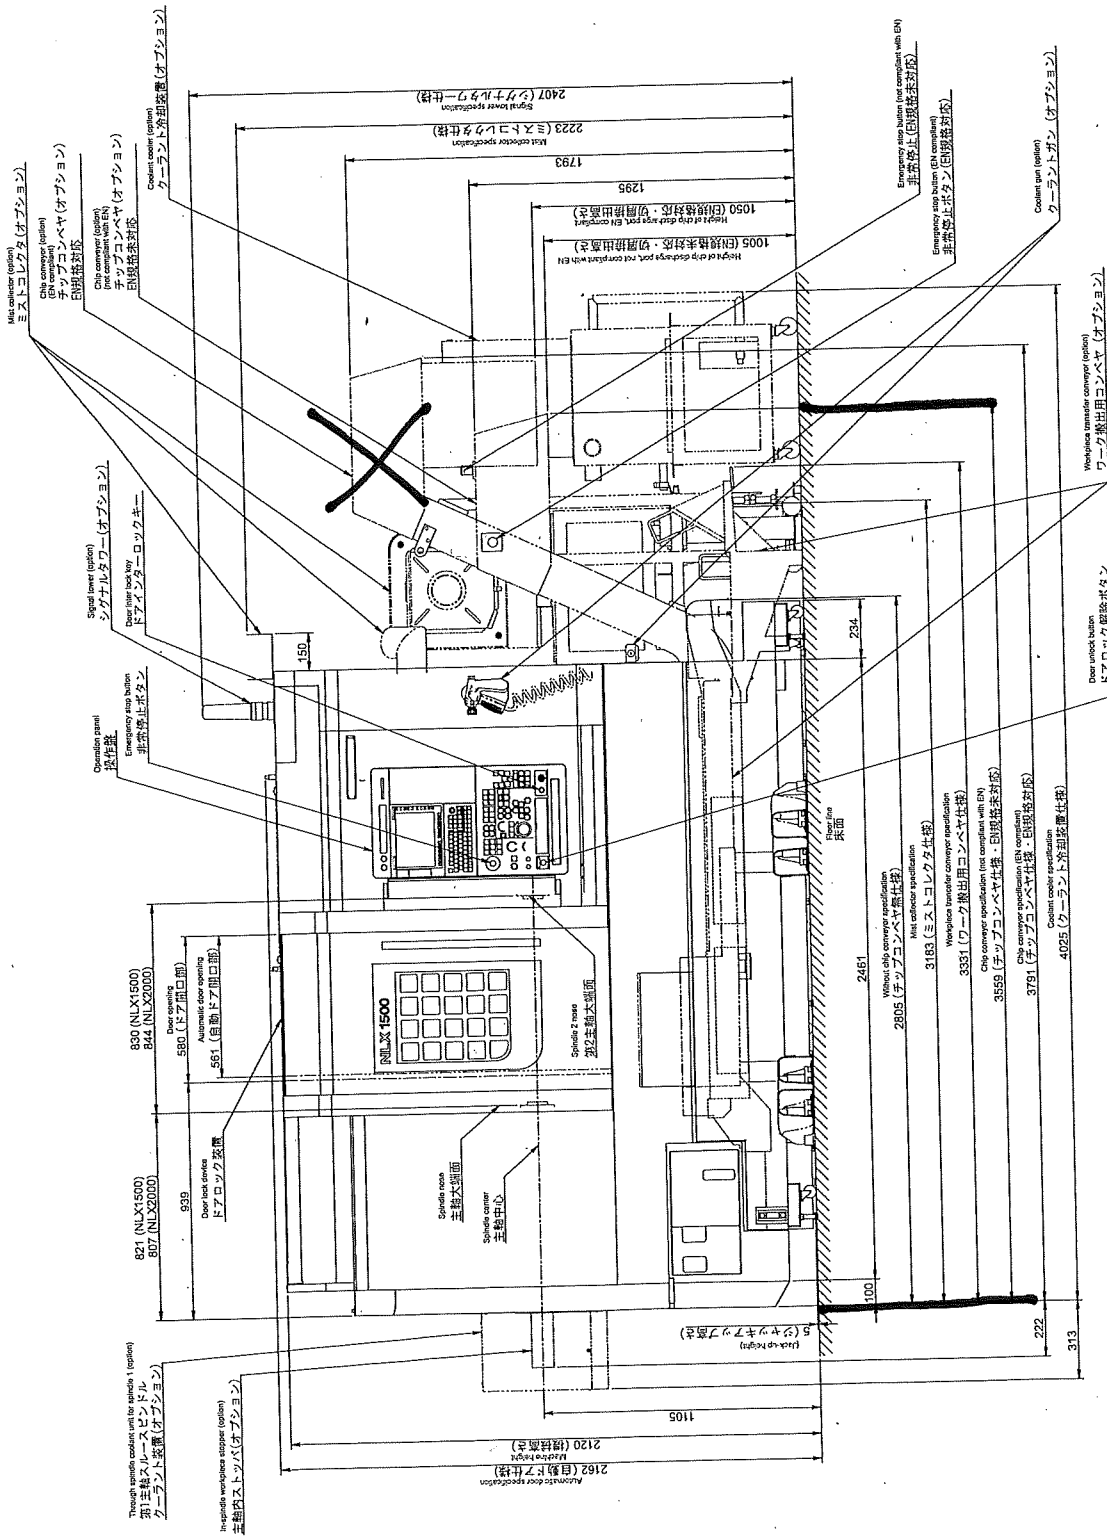 Mist collector (option)
ミストコレクタ(オプション)
Chip conveyor (option)
(EN compliant)
チップコンベヤ(オプション)
EN規格対応
Chip conveyor (option)
(not compliant with EN)
チップコンベヤ(オプション)
EN規格未対応
Coolant cooler (option)
クーラント冷却装置(オプション)
Signal tower (option)
シグナルタワー(オプション)
Door inter lock key
ドアインターロックキー
Operation panel
操作盤
Emergency stop button
非常停止ボタン
150
Signal tower specification
2407 (シグナルタワー仕様)
Mist collector specification
2223 (ミストコレクタ仕様)
1793
1295
Height of chip discharge port, EN compliant
1050 (EN規格対応・切屑排出高さ)
Height of chip discharge port, not compliant with EN
1005 (EN規格未対応・切屑排出高さ)
Emergency stop button (not compliant with EN)
非常停止(EN規格未対応)
Emergency stop button (EN compliant)
非常停止ボタン(EN規格対応)
Coolant gun (option)
クーラントガン (オプション)
Workpiece transfer conveyor (option)
ワーク搬出用コンベヤ (オプション)
Door unlock button
ドアロック解除ボタン
830 (NLX1500)
844 (NLX2000)
Door opening
580 (ドア開口部)
Automatic door opening
561 (自動ドア開口部)
821 (NLX1500)
807 (NLX2000)
939
Door lock device
ドアロック装置
NLX 1500
Spindle 2 nose
第2主軸大端面
Spindle nose
主軸大端面
Spindle center
主軸中心
Through spindle coolant unit for spindle 1 (option)
第1主軸スルースピンドル
クーラント装置(オプション)
In-spindle workpiece stopper (option)
主軸内ストッパ(オプション)
Automatic door specification
2162 (自動ドア仕様)
Machine height
2120 (機械高さ)
1105
(Jack-up height)
5 (ジャッキアップ高さ)
Floor line
床面
234
100
2461
Without chip conveyor specification
2805 (チップコンベヤ無仕様)
Mist collector specification
3183 (ミストコレクタ仕様)
Workpiece transfer conveyor specification
3331 (ワーク搬出用コンベヤ仕様)
Chip conveyor specification (not compliant with EN)
3559 (チップコンベヤ仕様・EN規格未対応)
Chip conveyor specification (EN compliant)
3791 (チップコンベヤ仕様・EN規格対応)
Coolant cooler specification
4025 (クーラント冷却装置仕様)
222
313